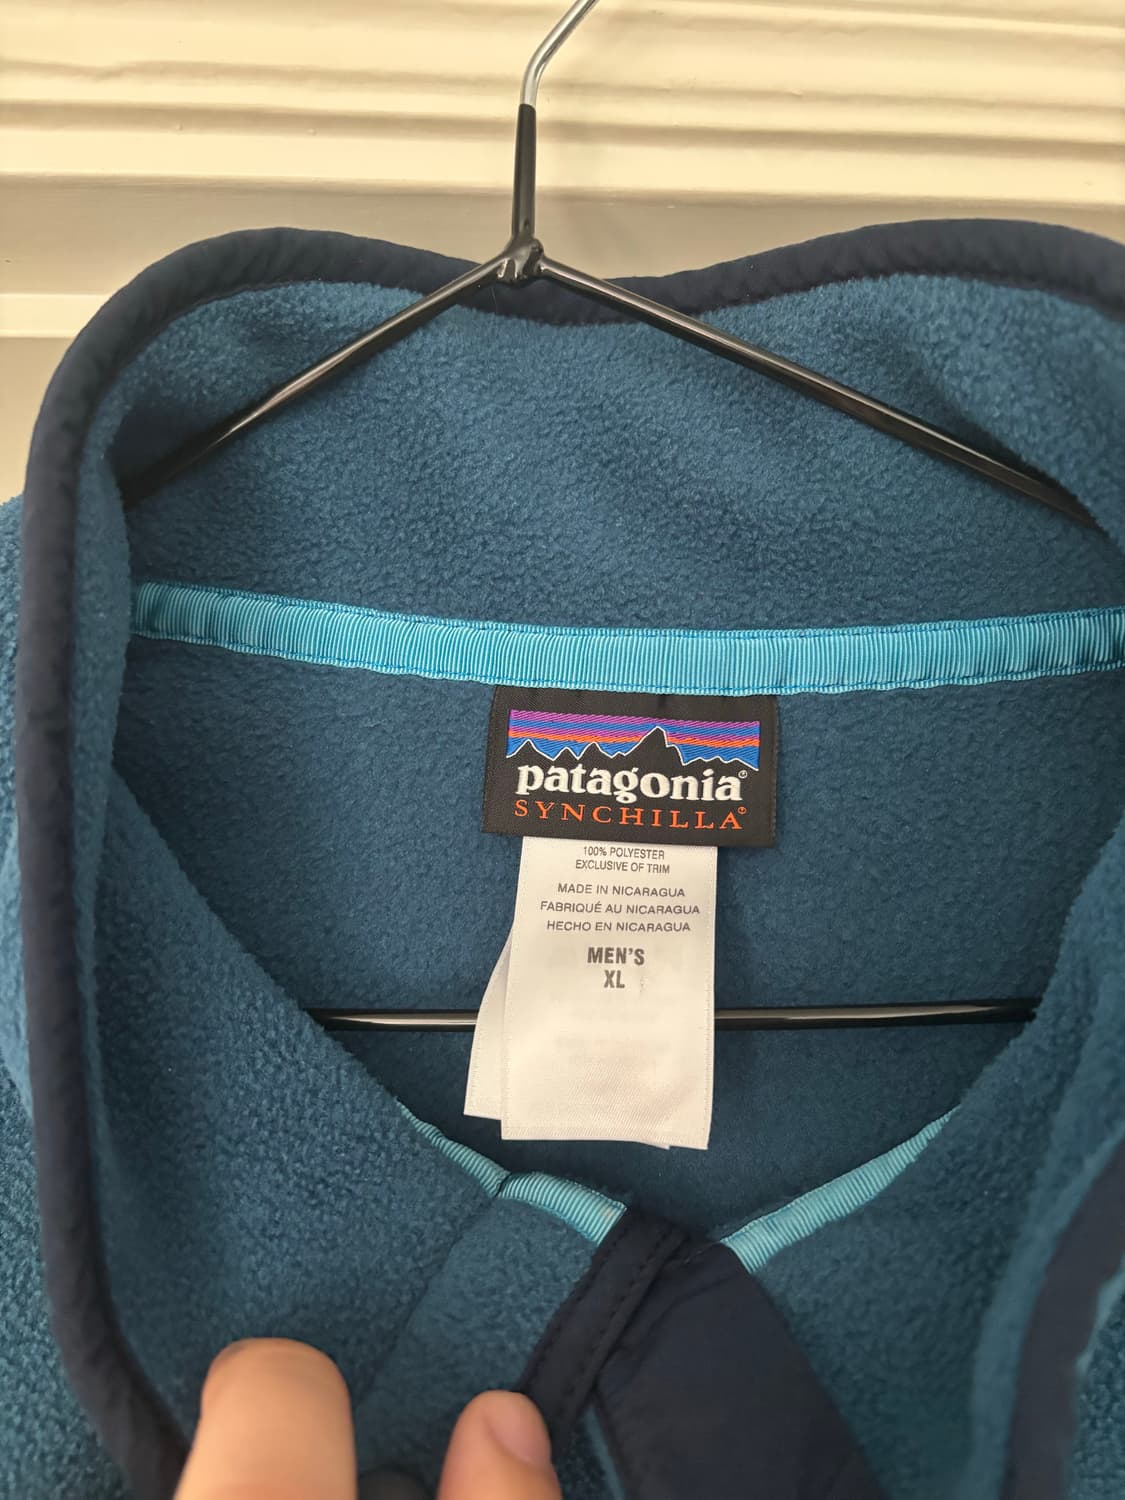 patagonia®
SYNCHILLA®
100% POLYESTER
EXCLUSIVE OF TRIM
MADE IN NICARAGUA
FABRIQUÉ AU NICARAGUA
HECHO EN NICARAGUA
MEN'S
XL